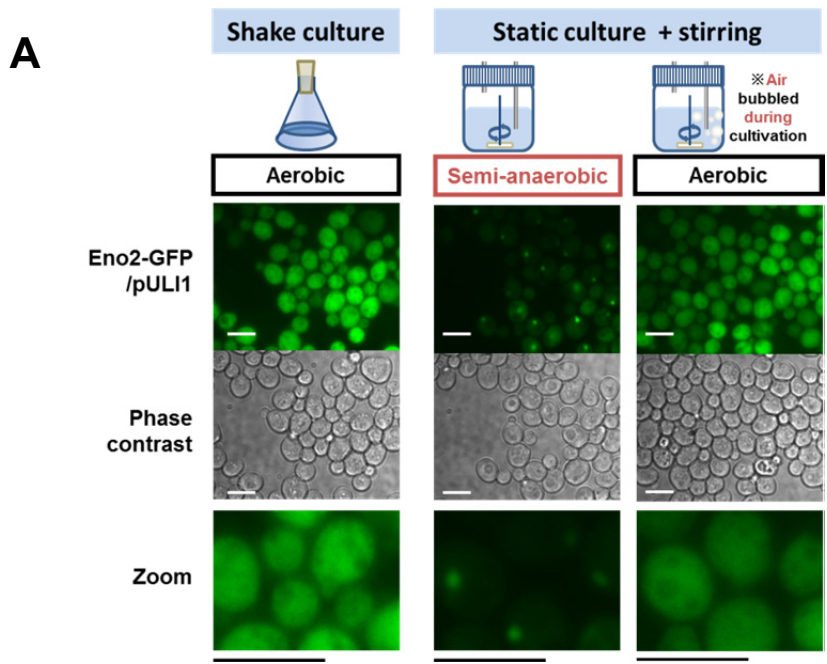 A
Shake culture
Static culture + stirring
※Air
bubbled
during
cultivation
Aerobic
Semi-anaerobic
Aerobic
Eno2-GFP
/pULI1
Phase
contrast
Zoom